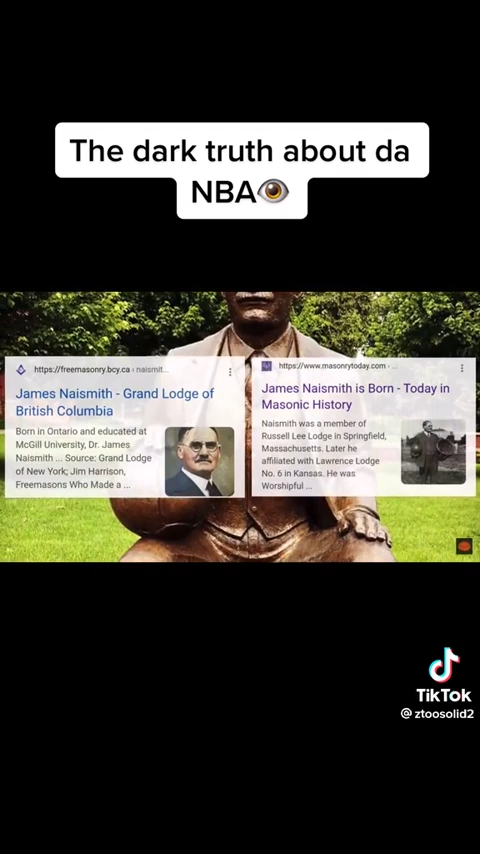 The dark truth about da
NBA👁️
https://freemasonry.bcy.ca › naismit...
James Naismith - Grand Lodge of
British Columbia
Born in Ontario and educated at
McGill University, Dr. James
Naismith ... Source: Grand Lodge
of New York; Jim Harrison,
Freemasons Who Made a ...
https://www.masonrytoday.com › ...
James Naismith is Born - Today in
Masonic History
Naismith was a member of
Russell Lee Lodge in Springfield,
Massachusetts. Later he
affiliated with Lawrence Lodge
No. 6 in Kansas. He was
Worshipful ...
TikTok
@ztoosolid2